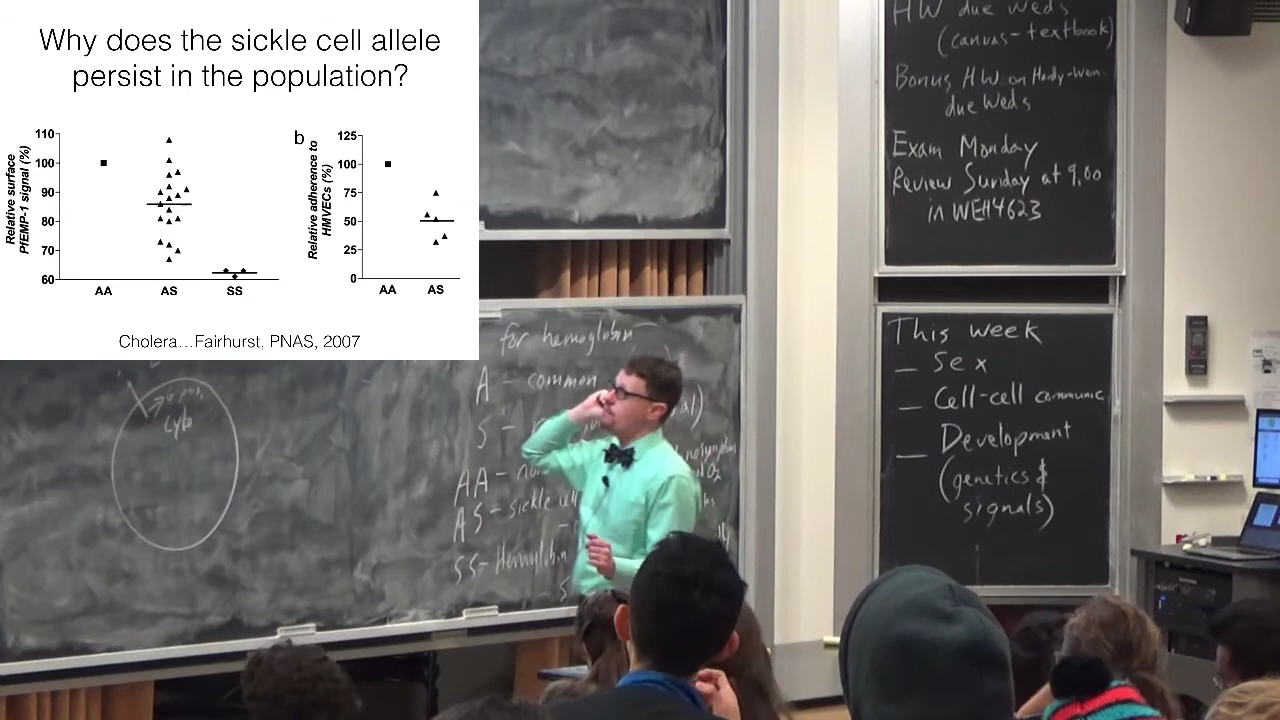 Why does the sickle cell allele
persist in the population?
Relative surface
PfEMP-1 signal (%)
110
100
90
80
70
60
AA
AS
SS
b
Relative adherence to
HMVECs (%)
125
100
75
50
25
0
AA
AS
Cholera...Fairhurst, PNAS, 2007
cyto
for hemoglobin
A - common
S -
AA - no
AS - sickle cell
SS - Hemoglobin
HW due Weds
(canvas-textbook)
Bonus HW on Hardy-Wein.
due Weds
Exam Monday
Review Sunday at 9:00
in WEH4623
This week
- Sex
- Cell-cell communic
- Development
(genetics &
signals)